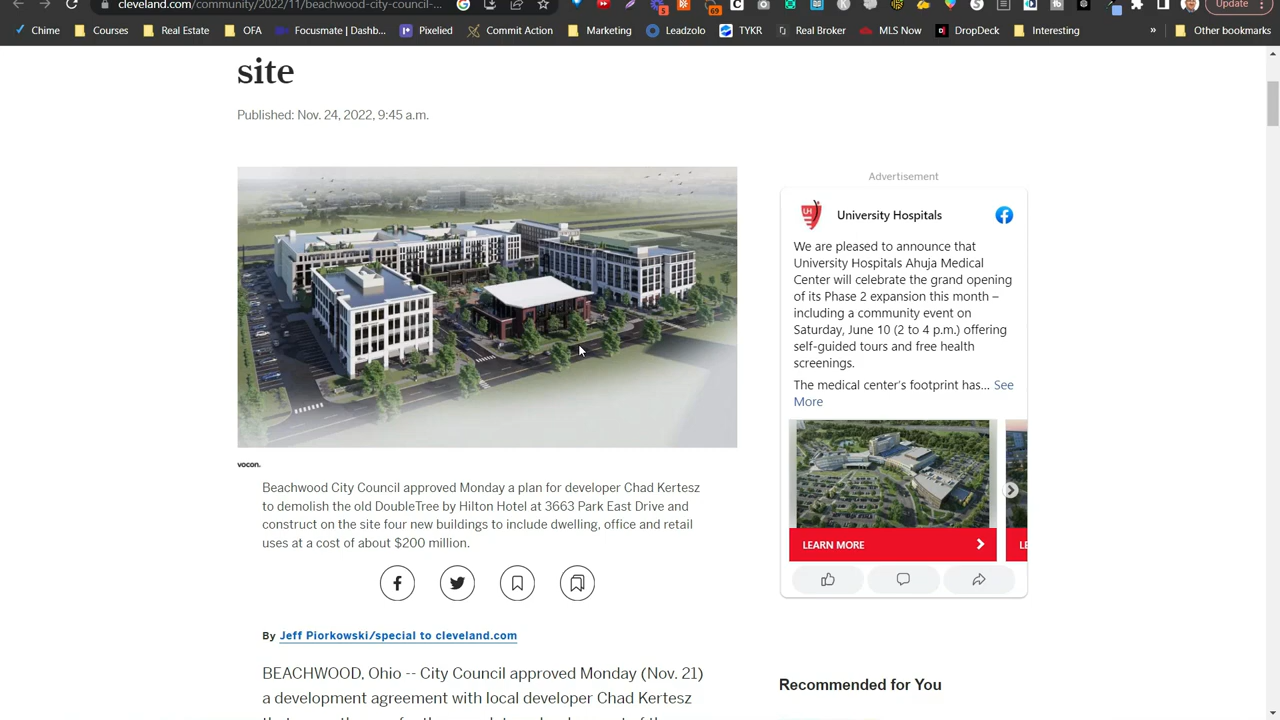 cleveland.com/community/2022/11/beachwood-city-council-...
Update
Chime
Courses
Real Estate
OFA
Focusmate | Dashb...
Pixelied
Commit Action
Marketing
Leadzolo
TYKR
Real Broker
MLS Now
DropDeck
Interesting
»
Other bookmarks
site
Published: Nov. 24, 2022, 9:45 a.m.
vocon.
Beachwood City Council approved Monday a plan for developer Chad Kertesz
to demolish the old DoubleTree by Hilton Hotel at 3663 Park East Drive and
construct on the site four new buildings to include dwelling, office and retail
uses at a cost of about $200 million.
By Jeff Piorkowski/special to cleveland.com
BEACHWOOD, Ohio -- City Council approved Monday (Nov. 21)
a development agreement with local developer Chad Kertesz
Advertisement
University Hospitals
We are pleased to announce that
University Hospitals Ahuja Medical
Center will celebrate the grand opening
of its Phase 2 expansion this month –
including a community event on
Saturday, June 10 (2 to 4 p.m.) offering
self-guided tours and free health
screenings.
The medical center's footprint has... See
More
LEARN MORE
LE
Recommended for You